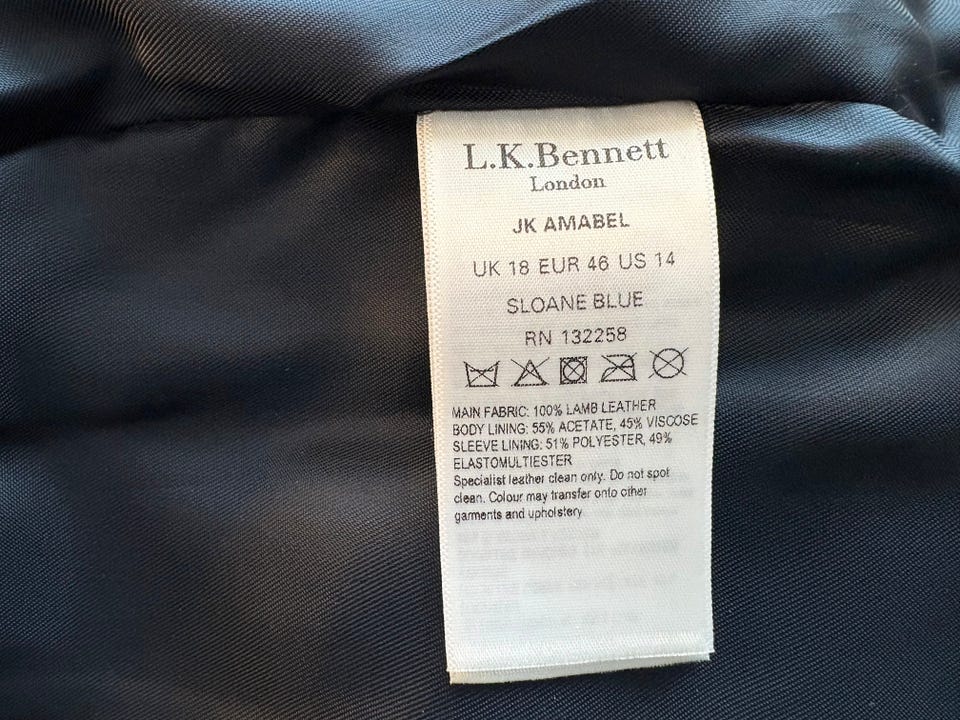 L.K.Bennett
London
JK AMABEL
UK 18 EUR 46 US 14
SLOANE BLUE
RN 132258
MAIN FABRIC: 100% LAMB LEATHER
BODY LINING: 55% ACETATE, 45% VISCOSE
SLEEVE LINING: 51% POLYESTER, 49%
ELASTOMULTIESTER
Specialist leather clean only. Do not spot
clean. Colour may transfer onto other
garments and upholstery